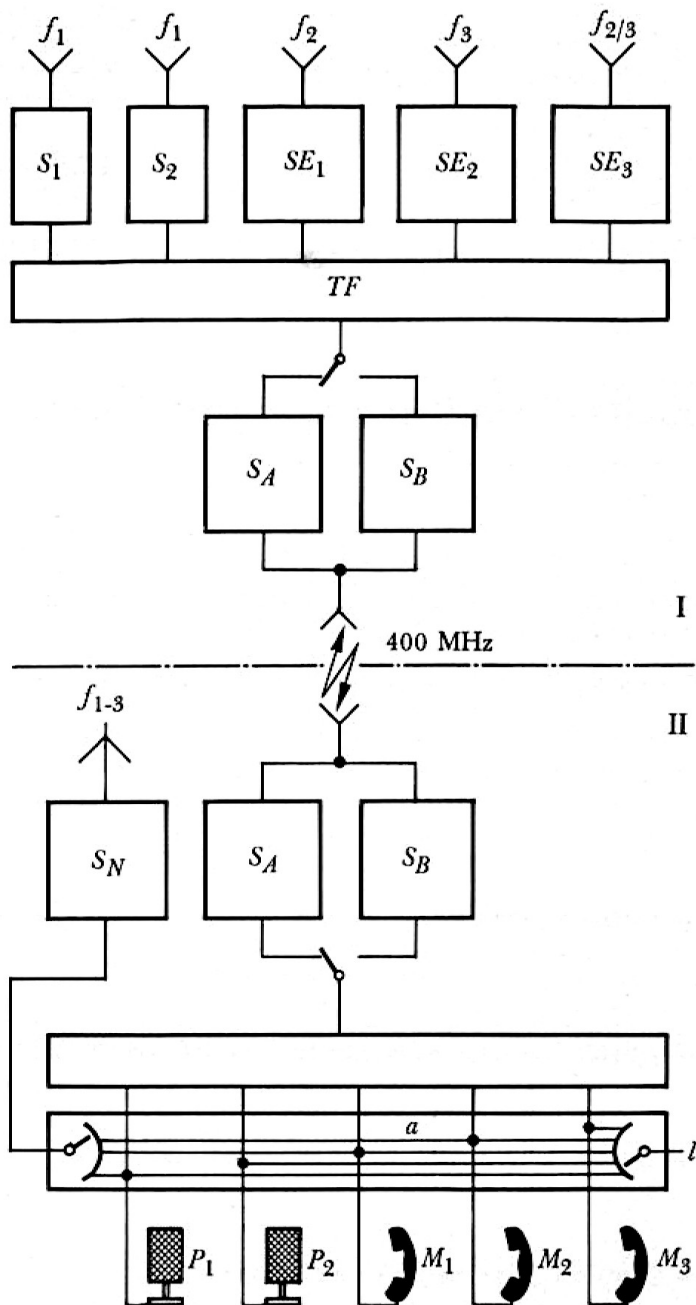 f1 f1 f2 f3 f2/3
S1 S2 SE1 SE2 SE3
TF
SA SB
I
400 MHz
f1-3
II
SN SA SB
a
l
P1 P2 M1 M2 M3